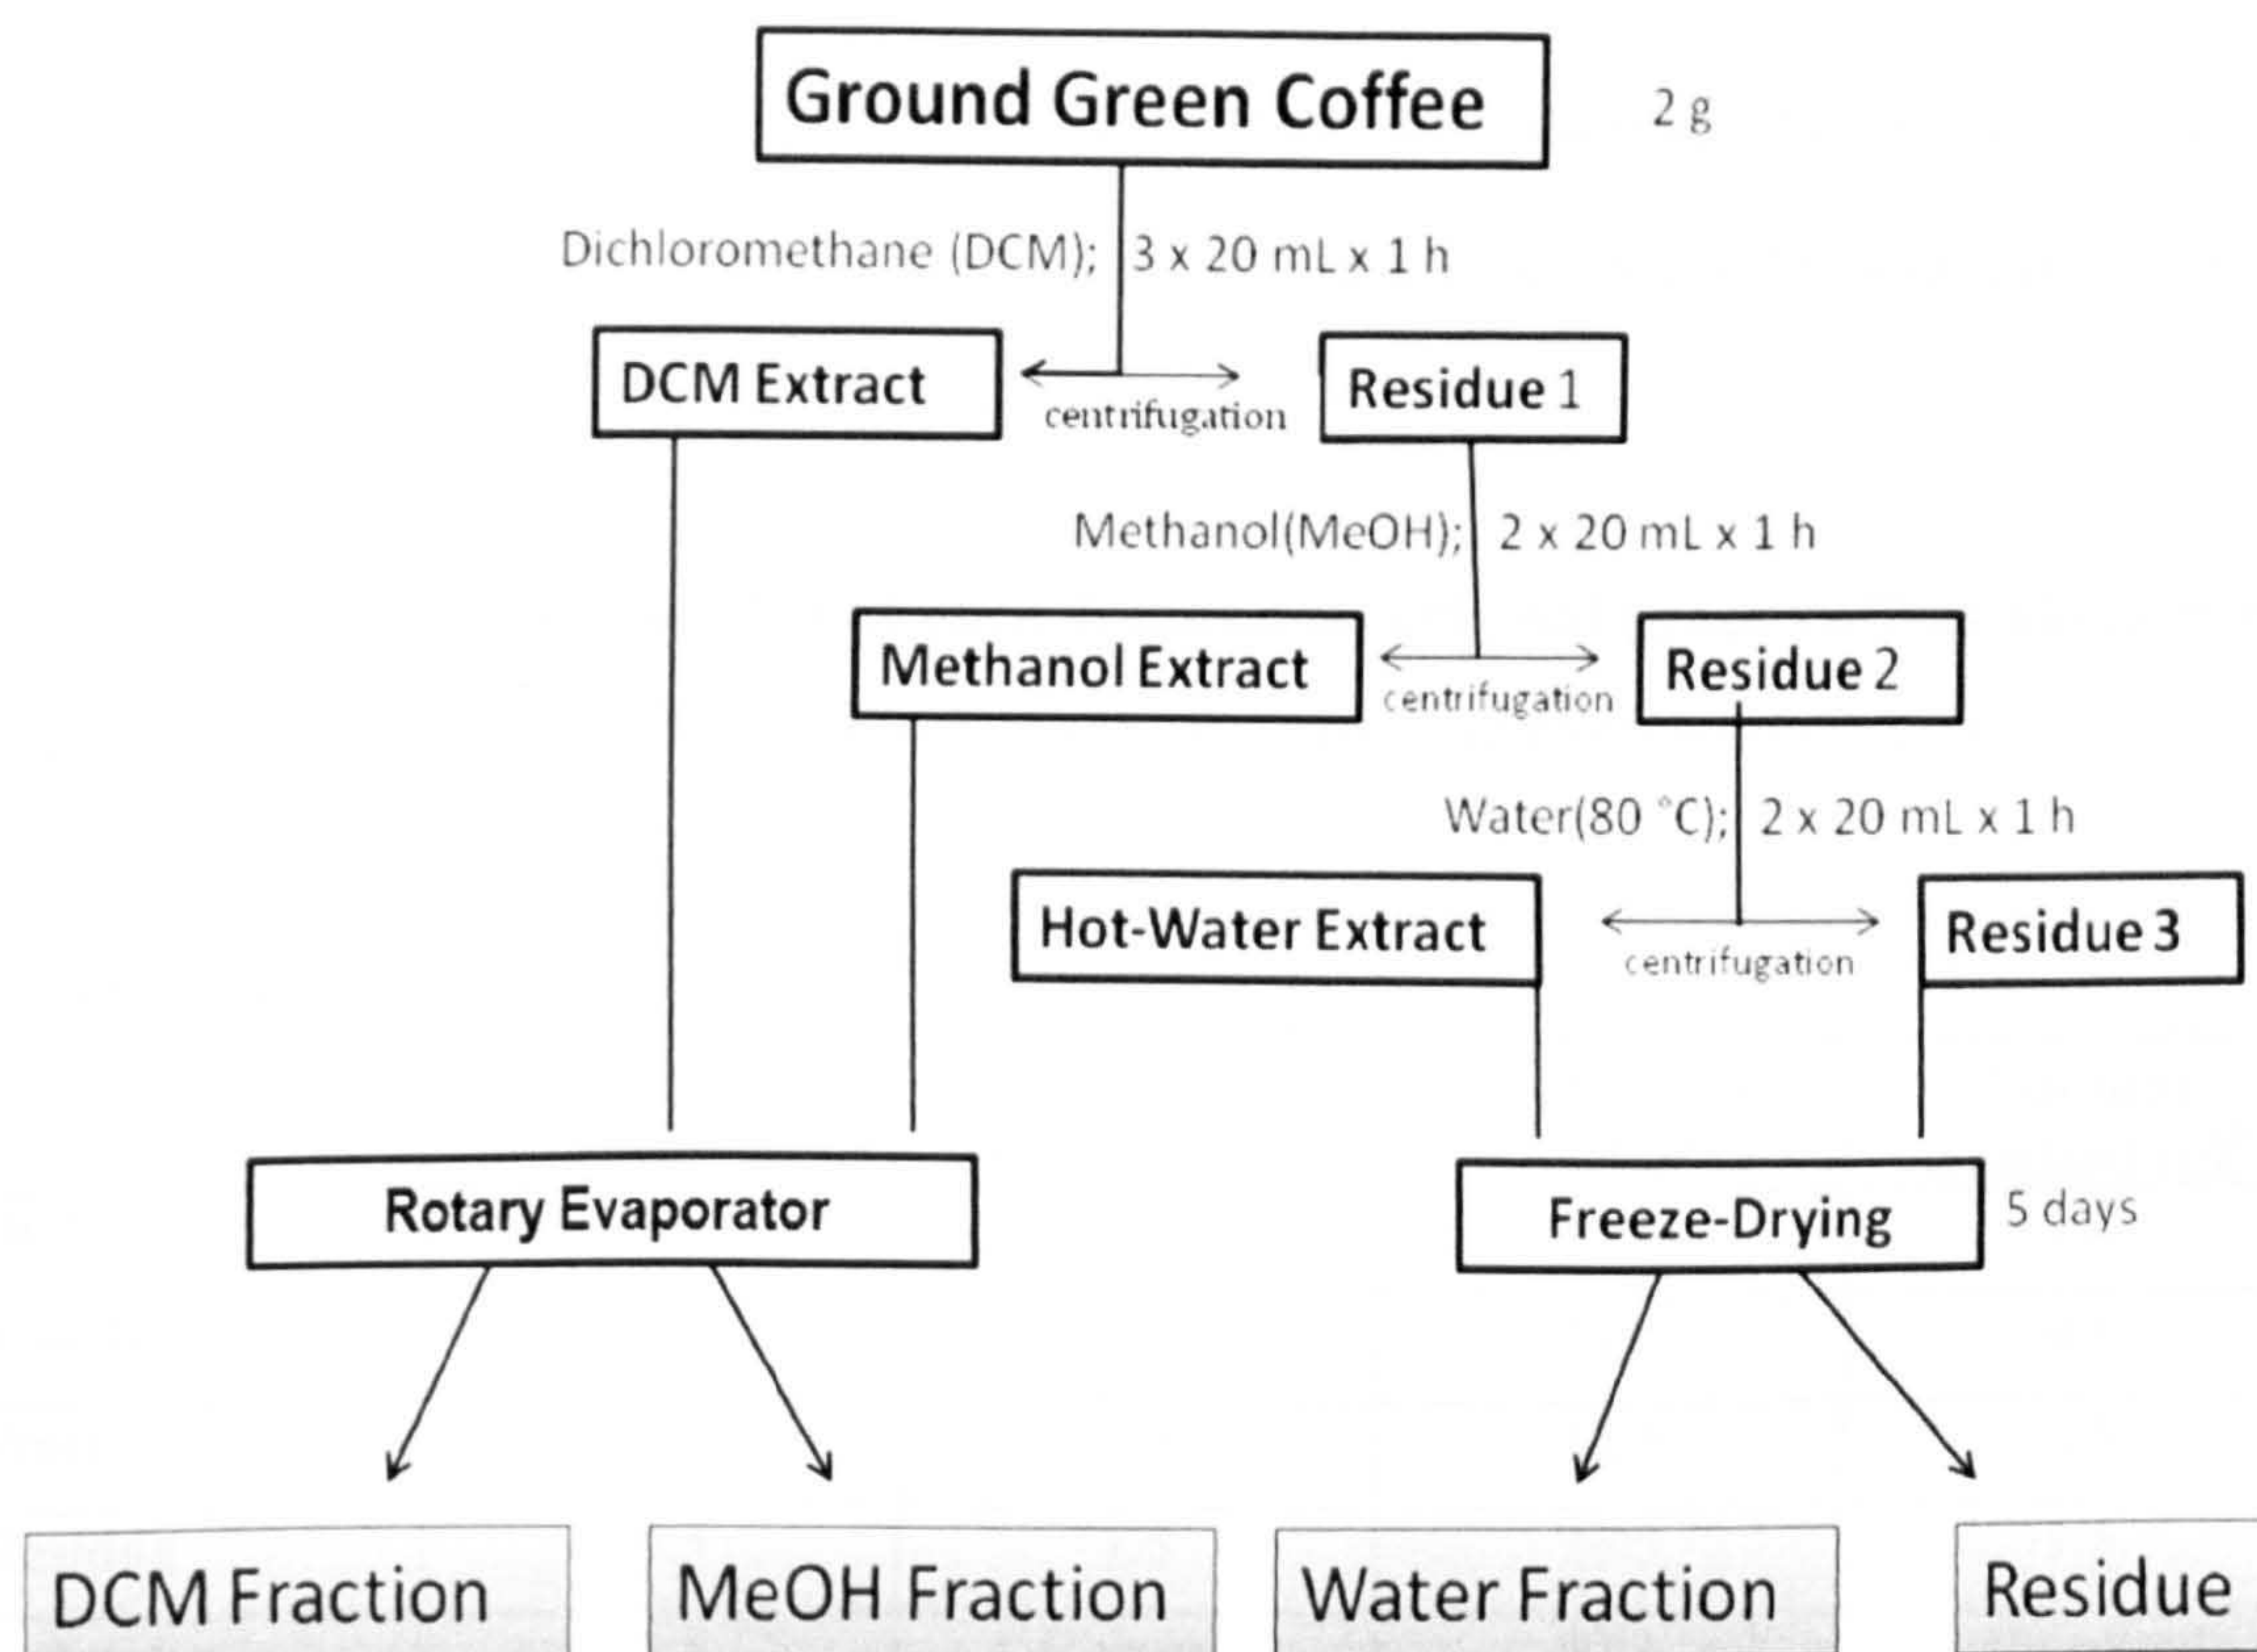 Ground Green Coffee 2 g
Dichloromethane (DCM); 3 x 20 mL x 1 h
DCM Extract
centrifugation
Residue 1
Methanol(MeOH); 2 x 20 mL x 1 h
Methanol Extract
centrifugation
Residue 2
Water(80 °C); 2 x 20 mL x 1 h
Hot-Water Extract
centrifugation
Residue 3
Rotary Evaporator
Freeze-Drying 5 days
DCM Fraction
MeOH Fraction
Water Fraction
Residue